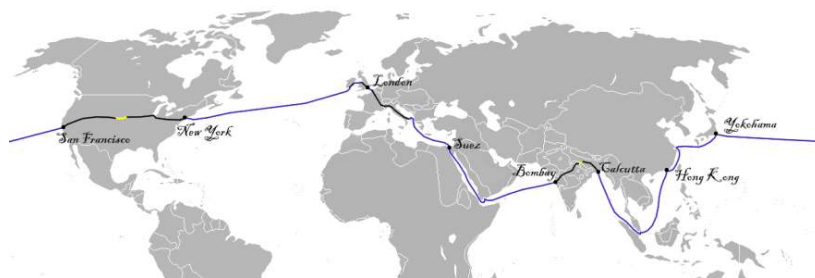 London
San Francisco
New York
Suez
Yokohama
Bombay
Calcutta
Hong Kong